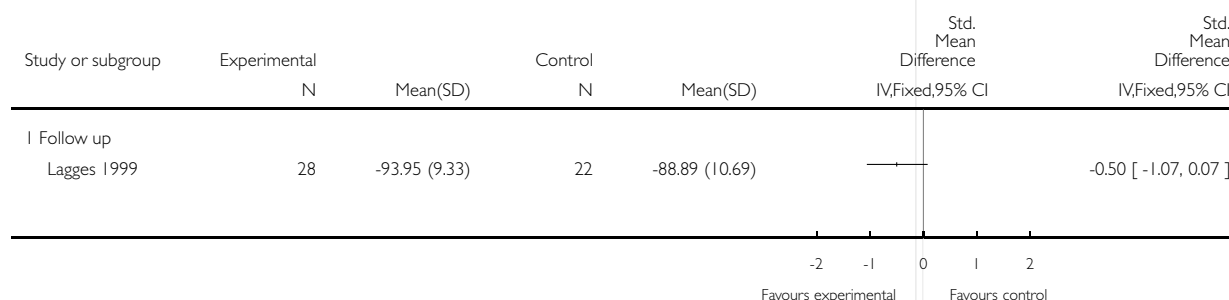 Std.
Mean
Difference
Std.
Mean
Difference
Study or subgroup Experimental Control
N Mean(SD) N Mean(SD) IV,Fixed,95% CI IV,Fixed,95% CI
1 Follow up
Lagges 1999 28 -93.95 (9.33) 22 -88.89 (10.69) -0.50 [ -1.07, 0.07 ]
-2 -1 0 1 2
Favours experimental Favours control